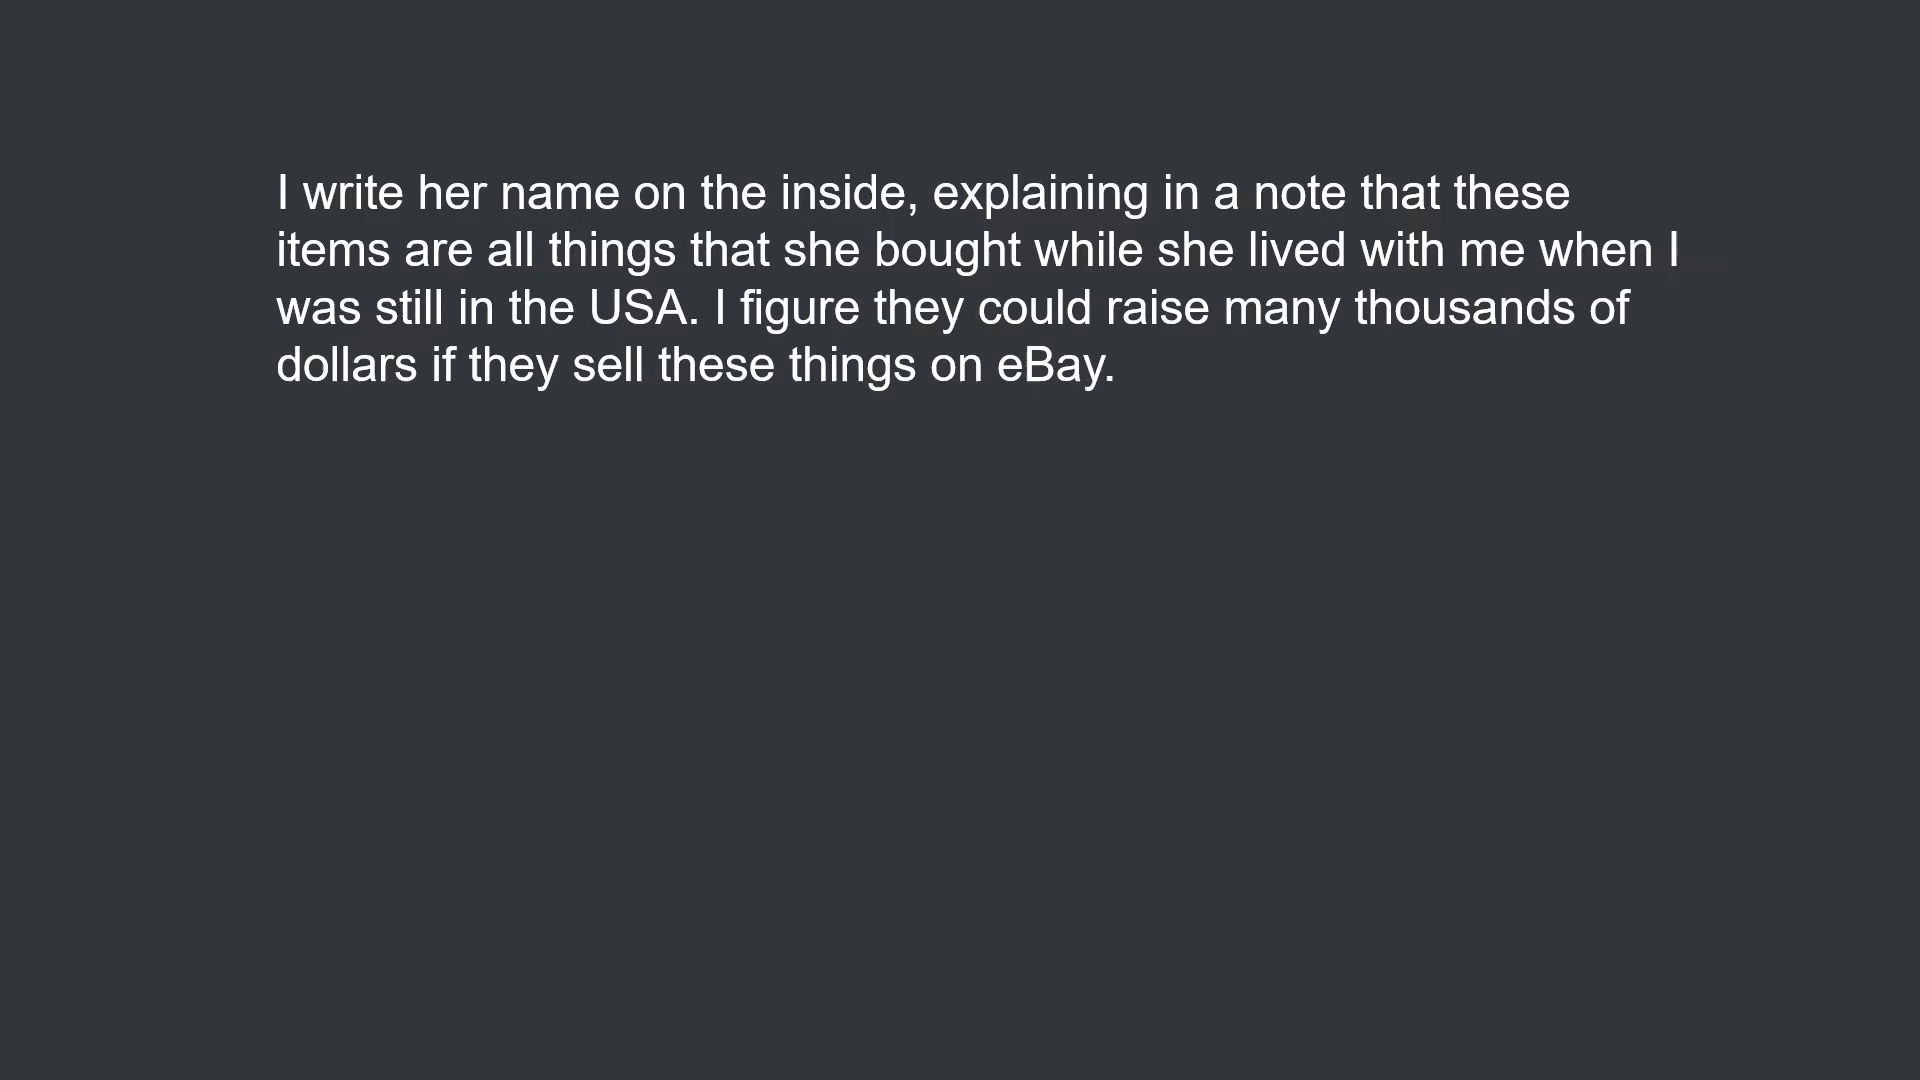 I write her name on the inside, explaining in a note that these
items are all things that she bought while she lived with me when I
was still in the USA. I figure they could raise many thousands of
dollars if they sell these things on eBay.